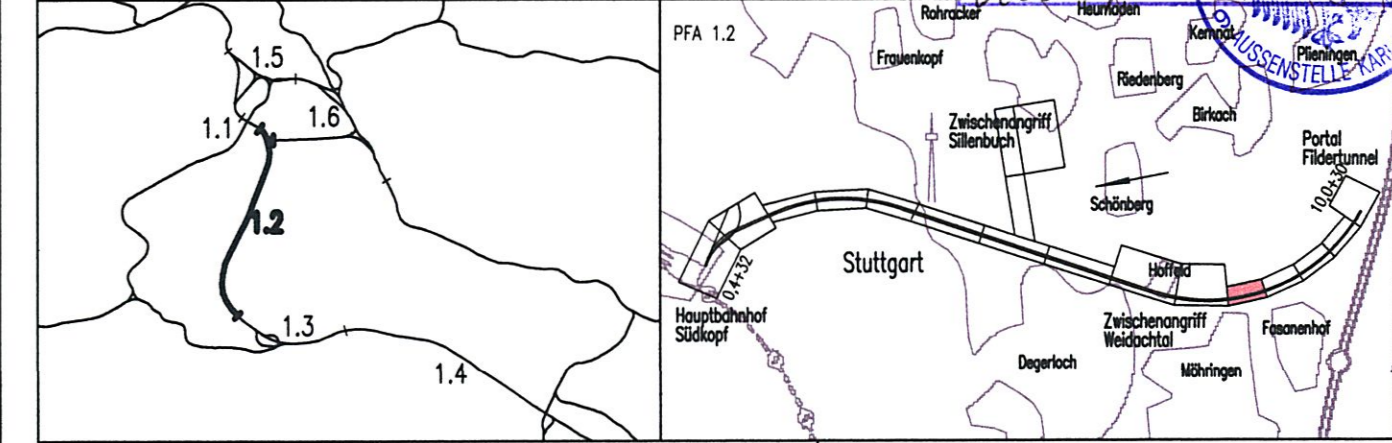 1.5
1.1
1.6
1.2
1.3
1.4
PFA 1.2
Rohracker
Heumaden
Kemnat
Plieningen
AUSSENSTELLE KAR
Frauenkopf
Riedenberg
Birkach
Zwischenangriff
Sillenbuch
Portal
Fildertunnel
10,0+30
Schönberg
Stuttgart
0,4+32
Hoffeld
Hauptbahnhof
Südkopf
Zwischenangriff
Weidachtal
Fasanenhof
Degerloch
Möhringen